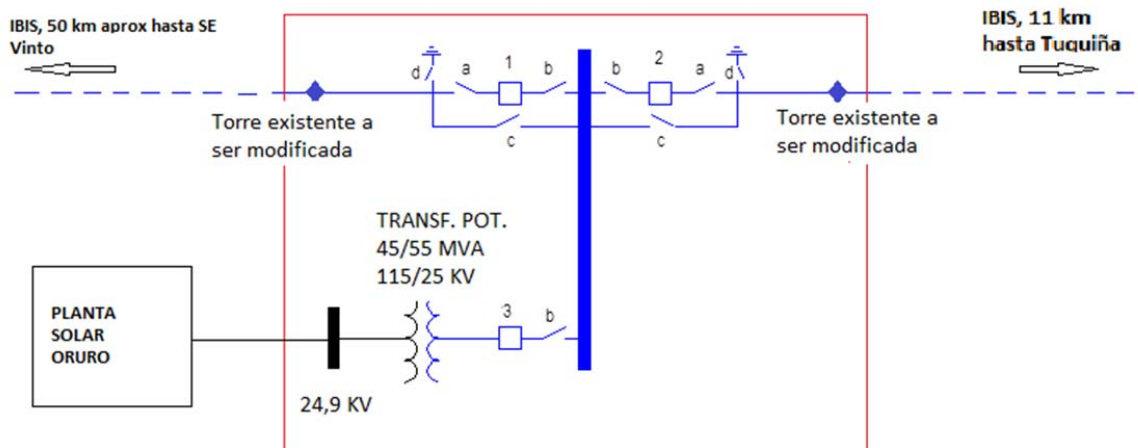 IBIS, 50 km aprox hasta SE
Vinto
IBIS, 11 km
hasta Tuquiña
d
a
1
b
b
2
a
d
c
c
Torre existente a
ser modificada
Torre existente a
ser modificada
TRANSF. POT.
45/55 MVA
115/25 KV
3
b
PLANTA
SOLAR
ORURO
24,9 KV